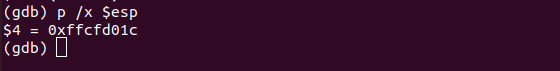 (gdb) p /x $esp
$4 = 0xffcfd01c
(gdb)